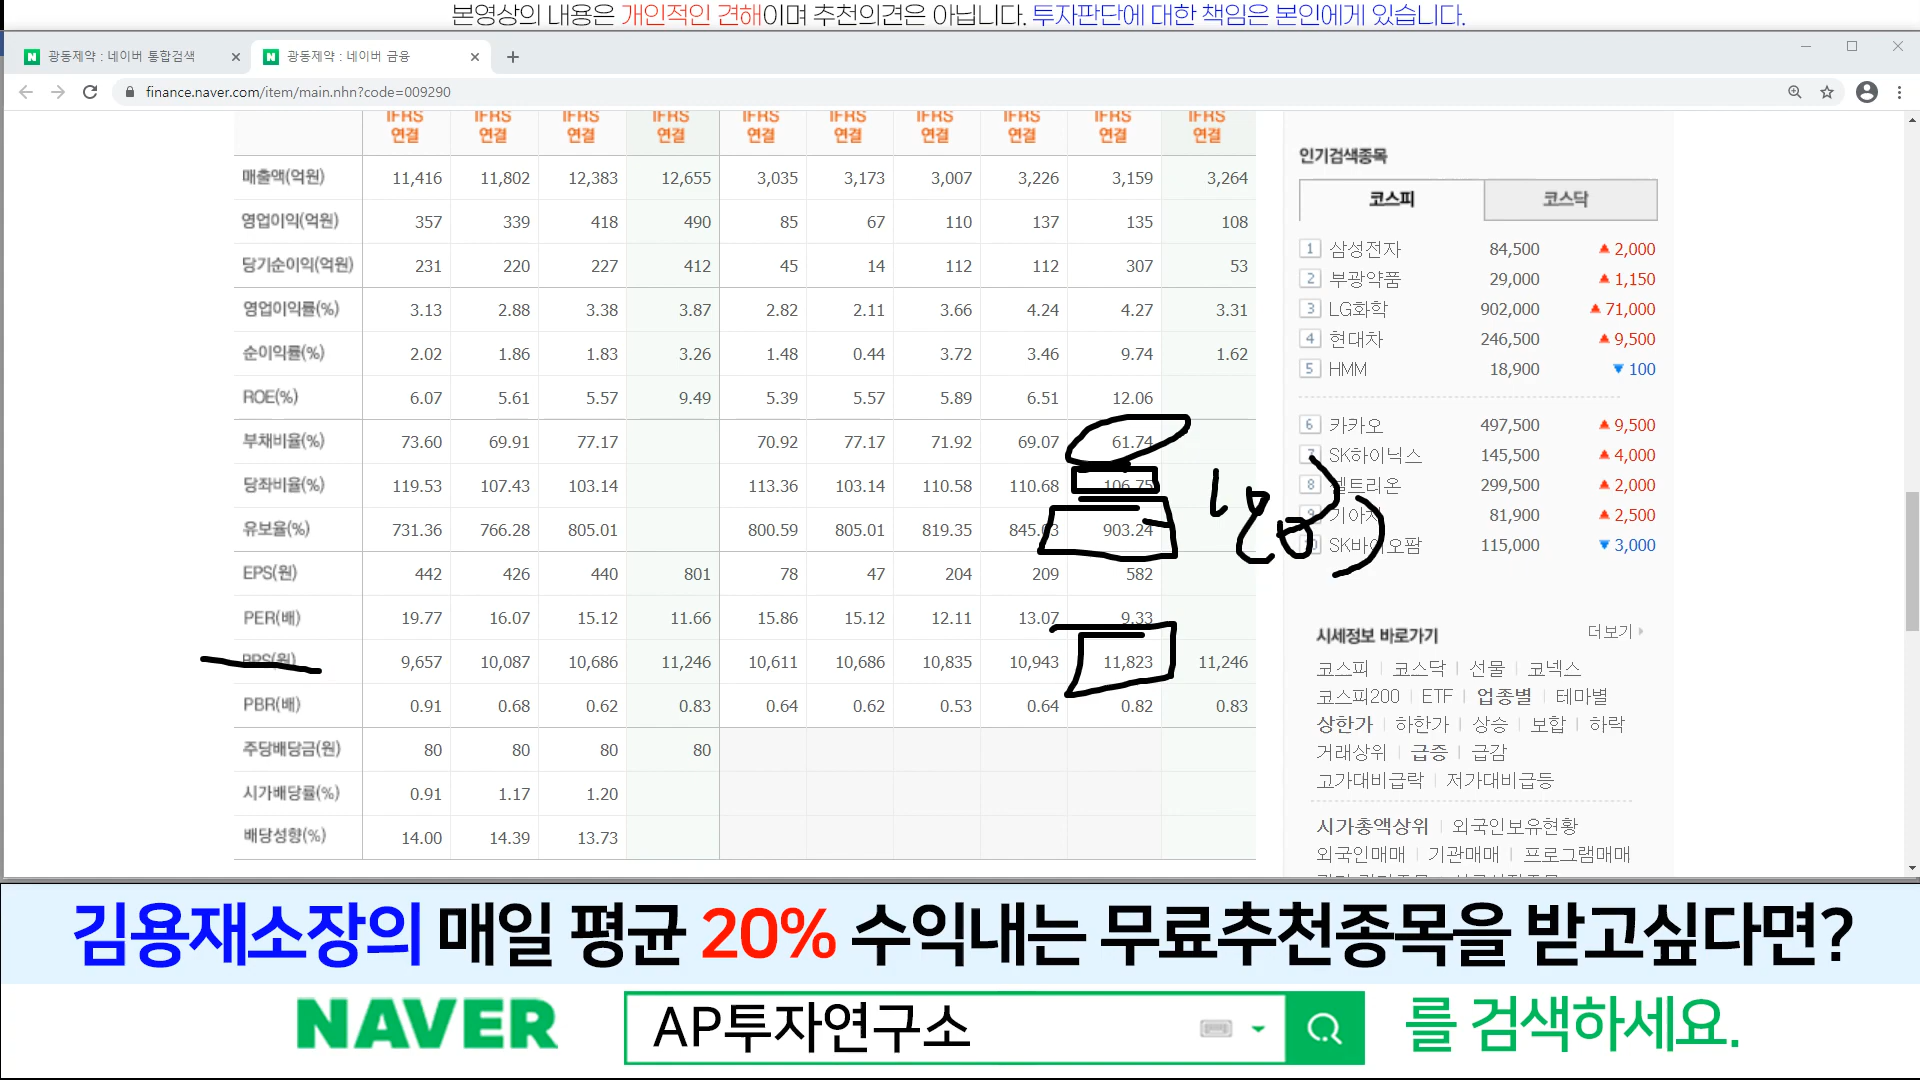 본영상의 내용은 개인적인 견해이며 추천의견은 아닙니다. 투자판단에 대한 책임은 본인에게 있습니다.
광동제약 : 네이버 통합검색
광동제약 : 네이버 금융
finance.naver.com/item/main.nhn?code=009290
IFRS IFRS IFRS IFRS IFRS IFRS IFRS IFRS IFRS IFRS
연결 연결 연결 연결 연결 연결 연결 연결 연결 연결
매출액(억원) 11,416 11,802 12,383 12,655 3,035 3,173 3,007 3,226 3,159 3,264
영업이익(억원) 357 339 418 490 85 67 110 137 135 108
당기순이익(억원) 231 220 227 412 45 14 112 112 307 53
영업이익률(%) 3.13 2.88 3.38 3.87 2.82 2.11 3.66 4.24 4.27 3.31
순이익률(%) 2.02 1.86 1.83 3.26 1.48 0.44 3.72 3.46 9.74 1.62
ROE(%) 6.07 5.61 5.57 9.49 5.39 5.57 5.89 6.51 12.06
부채비율(%) 73.60 69.91 77.17 70.92 77.17 71.92 69.07 61.74
당좌비율(%) 119.53 107.43 103.14 113.36 103.14 110.58 110.68 106.75
유보율(%) 731.36 766.28 805.01 800.59 805.01 819.35 903.24
EPS(원) 442 426 440 801 78 47 204 209 582
PER(배) 19.77 16.07 15.12 11.66 15.86 15.12 12.11 13.07 9.33
BPS(원) 9,657 10,087 10,686 11,246 10,611 10,686 10,835 10,943 11,823 11,246
PBR(배) 0.91 0.68 0.62 0.83 0.64 0.62 0.53 0.64 0.82 0.83
주당배당금(원) 80 80 80 80
시가배당률(%) 0.91 1.17 1.20
배당성향(%) 14.00 14.39 13.73
인기검색종목
코스피 코스닥
1 삼성전자 84,500 ▲ 2,000
2 부광약품 29,000 ▲ 1,150
3 LG화학 902,000 ▲ 71,000
4 현대차 246,500 ▲ 9,500
5 HMM 18,900 ▼ 100
6 카카오 497,500 ▲ 9,500
7 SK하이닉스 145,500 ▲ 4,000
8 셀트리온 299,500 ▲ 2,000
9 기아차 81,900 ▲ 2,500
10 SK바이오팜 115,000 ▼ 3,000
시세정보 바로가기 더보기
코스피 코스닥 선물 코넥스
코스피200 ETF 업종별 테마별
상한가 하한가 상승 보합 하락
거래상위 급증 급감
고가대비급락 저가대비급등
시가총액상위 외국인보유현황
외국인매매 기관매매 프로그램매매
김용재소장의 매일 평균 20% 수익내는 무료추천종목을 받고싶다면?
NAVER AP투자연구소 를 검색하세요.